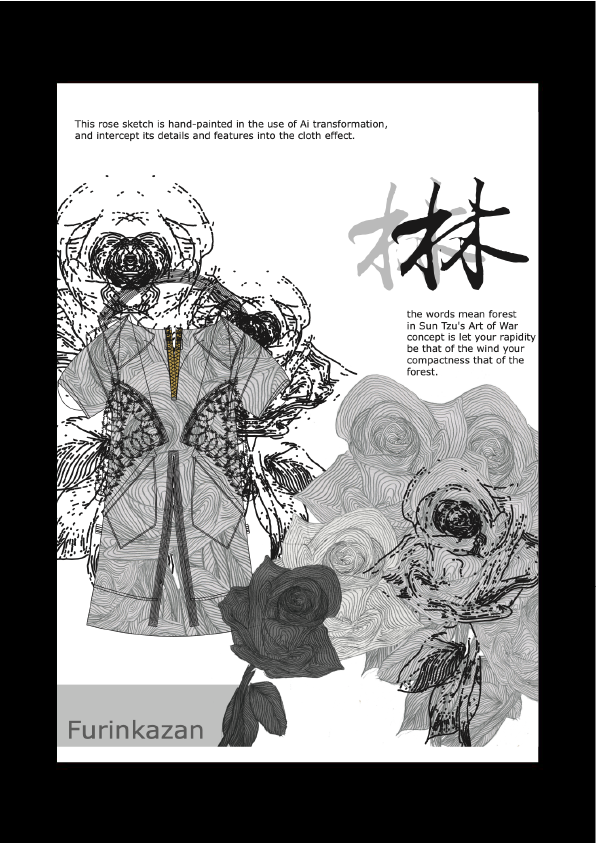 This rose sketch is hand-painted in the use of Ai transformation,
and intercept its details and features into the cloth effect.
林
the words mean forest
in Sun Tzu's Art of War
concept is let your rapidity
be that of the wind your
compactness that of the
forest.
Furinkazan